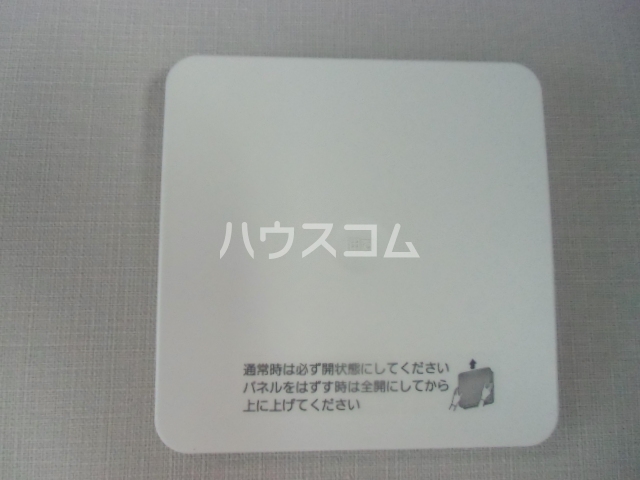 ハウスコム
通常時は必ず開状態にしてください
パネルをはずす時は全開にしてから
上に上げてください